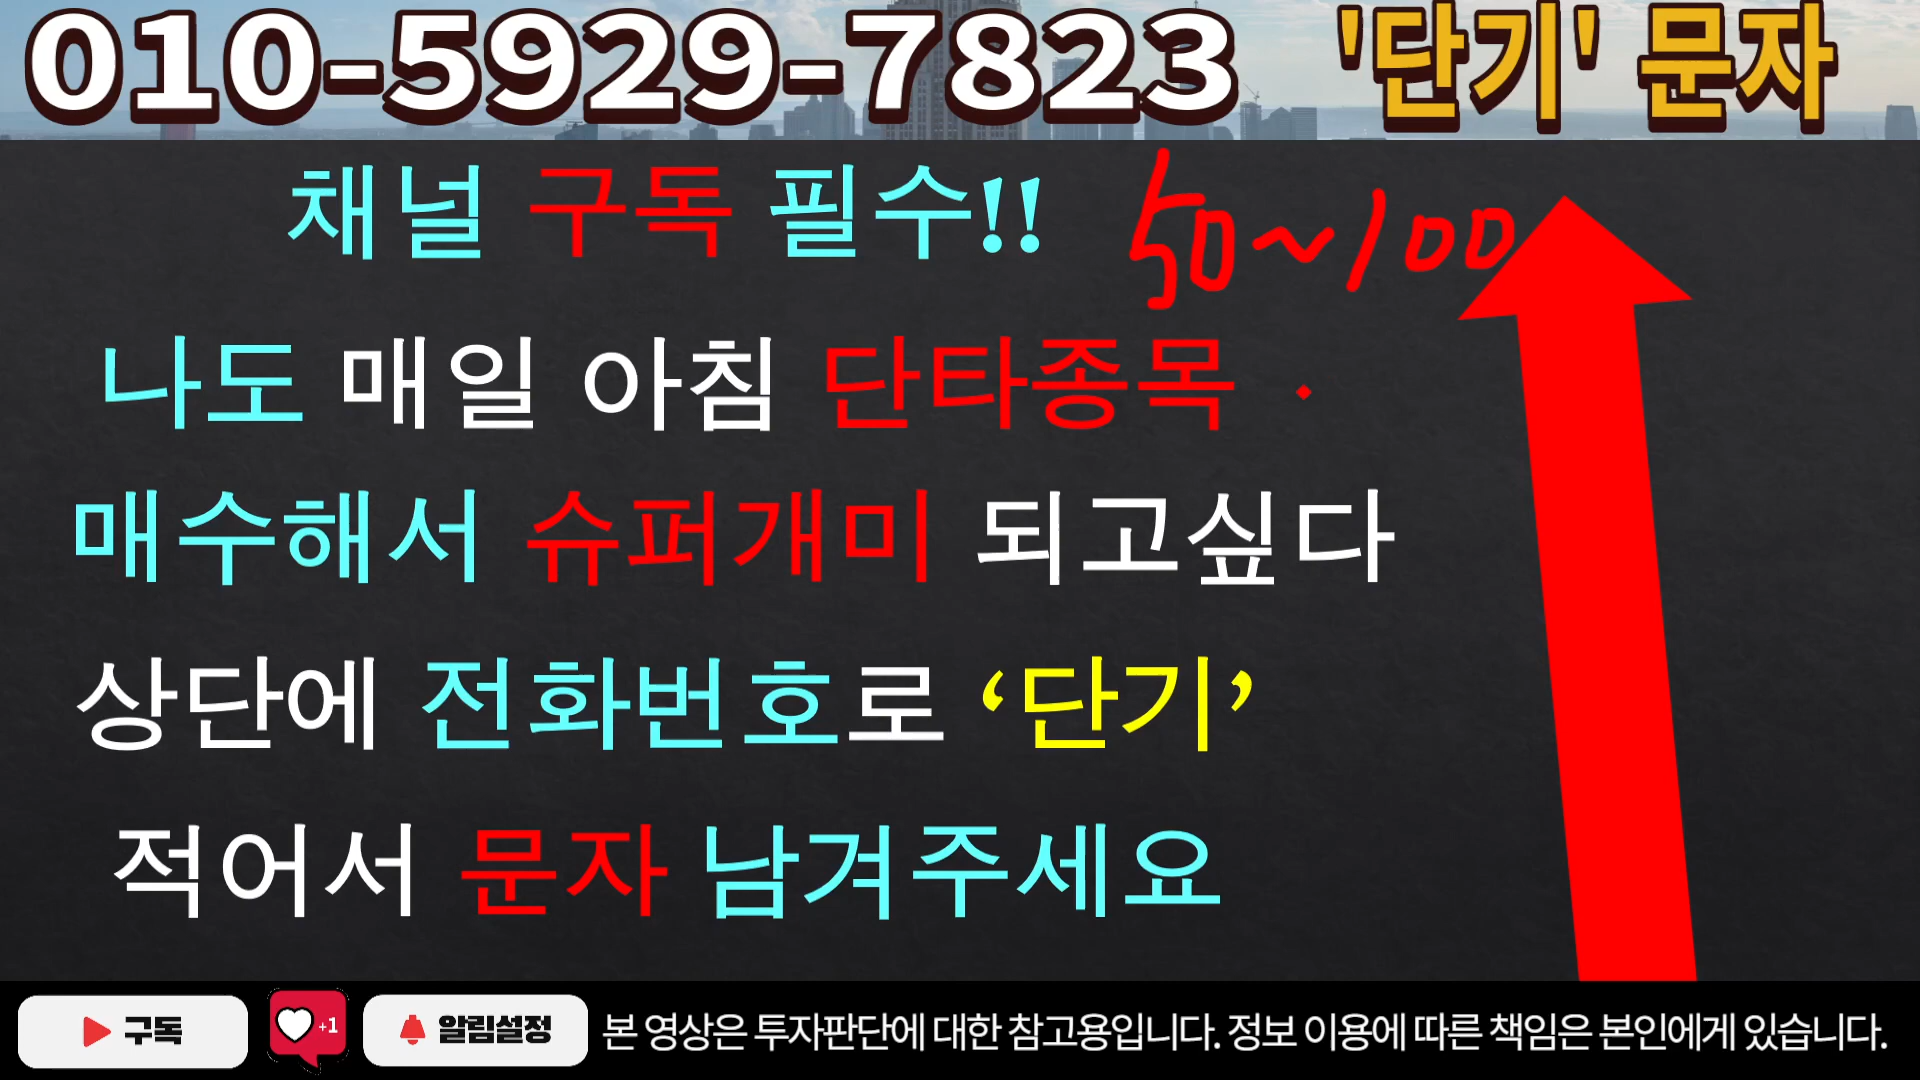 010-5929-7823 '단기' 문자
채널 구독 필수!! 50~100
나도 매일 아침 단타종목
매수해서 슈퍼개미 되고싶다
상단에 전화번호로 ‘단기’
적어서 문자 남겨주세요
구독 +1 알림설정 본 영상은 투자판단에 대한 참고용입니다. 정보 이용에 따른 책임은 본인에게 있습니다.